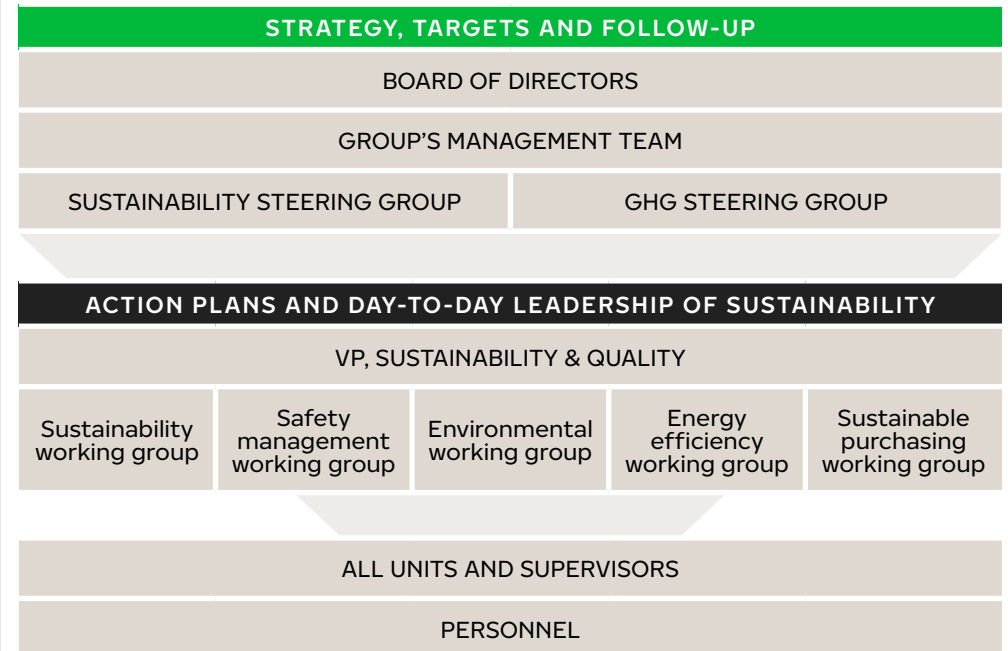 STRATEGY, TARGETS AND FOLLOW-UP
BOARD OF DIRECTORS
GROUP'S MANAGEMENT TEAM
SUSTAINABILITY STEERING GROUP
GHG STEERING GROUP
ACTION PLANS AND DAY-TO-DAY LEADERSHIP OF SUSTAINABILITY
VP, SUSTAINABILITY & QUALITY
Sustainability
working group
Safety
management
working group
Environmental
working group
Energy
efficiency
working group
Sustainable
purchasing
working group
ALL UNITS AND SUPERVISORS
PERSONNEL